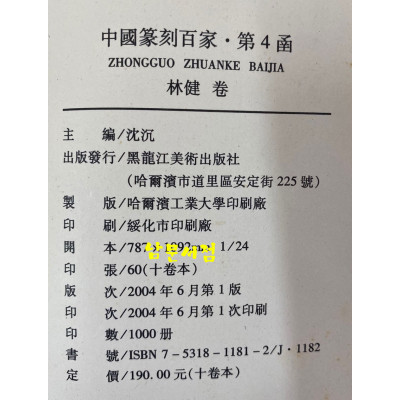 中國篆刻百家·第4函
ZHONGGUO ZHUANKE BAIJIA
林健 卷
主 編/沈沉
出版發行/黑龍江美術出版社
(哈爾濱市道里區安定街225號)
製 版/哈爾濱工業大學印刷廠
印 刷/綏化市印刷廠
開 本/787 1092 1/24
印 張/60(十卷本)
版 次/2004年6月第1版
印 次/2004年6月第1次印刷
印 數/1000册
書 號/ISBN 7-5318-1181-2/J·1182
定 價/190.00元(十卷本)